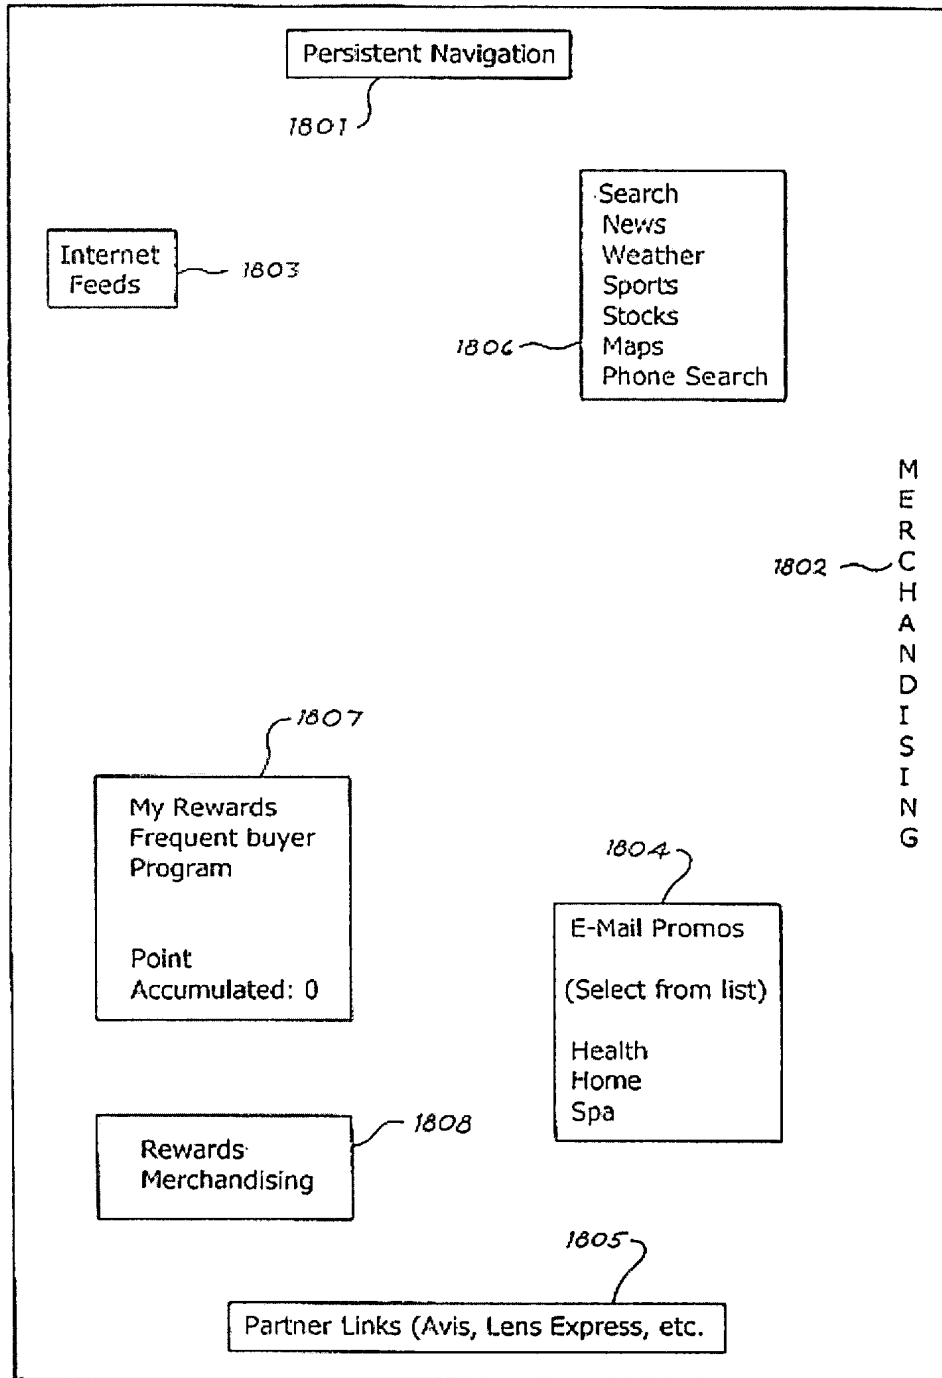 Persistent Navigation
1801
Search
News
Weather
Sports
Stocks
Maps
Phone Search
1806
Internet
Feeds
1803
MERCHANDISING
1802
1807
My Rewards
Frequent buyer
Program
Point
Accumulated: 0
1804
E-Mail Promos
(Select from list)
Health
Home
Spa
1808
Rewards
Merchandising
1805
Partner Links (Avis, Lens Express, etc.